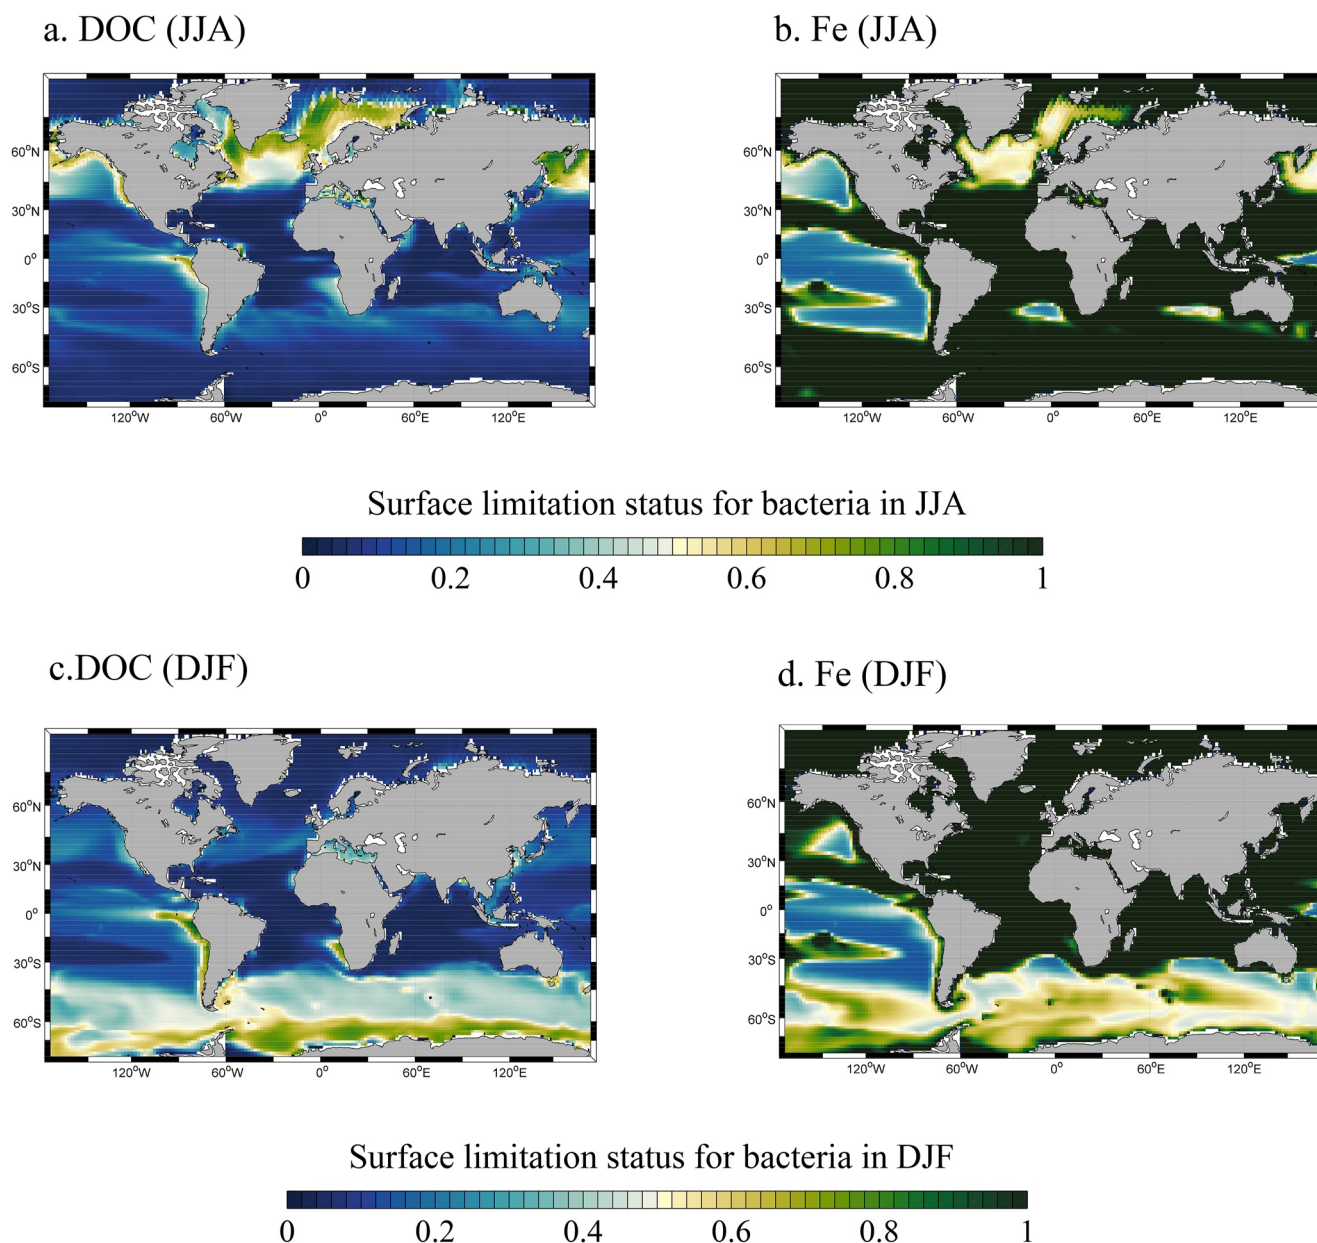 a. DOC (JJA)
b. Fe (JJA)
60°N
30°N
0°
30°S
60°S
120°W 60°W 0° 60°E 120°E
60°N
30°N
0°
30°S
60°S
120°W 60°W 0° 60°E 120°E
Surface limitation status for bacteria in JJA
0 0.2 0.4 0.6 0.8 1
c.DOC (DJF)
d. Fe (DJF)
60°N
30°N
0°
30°S
60°S
120°W 60°W 0° 60°E 120°E
60°N
30°N
0°
30°S
60°S
120°W 60°W 0° 60°E 120°E
Surface limitation status for bacteria in DJF
0 0.2 0.4 0.6 0.8 1